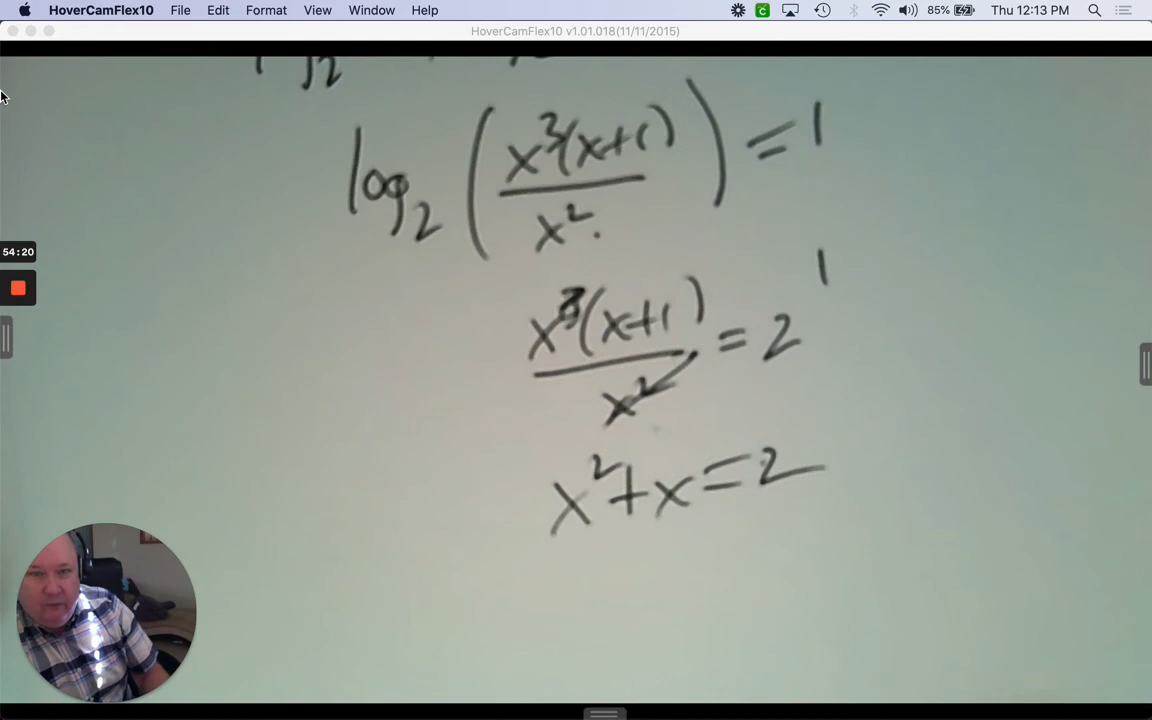 HoverCamFlex10 File Edit Format View Window Help 85% Thu 12:13 PM
HoverCamFlex10 v1.01.018(11/11/2015)
log₂ (x³(x+1) / x².) = 1
54:20
x³(x+1) / x² = 2¹
x²+x=2